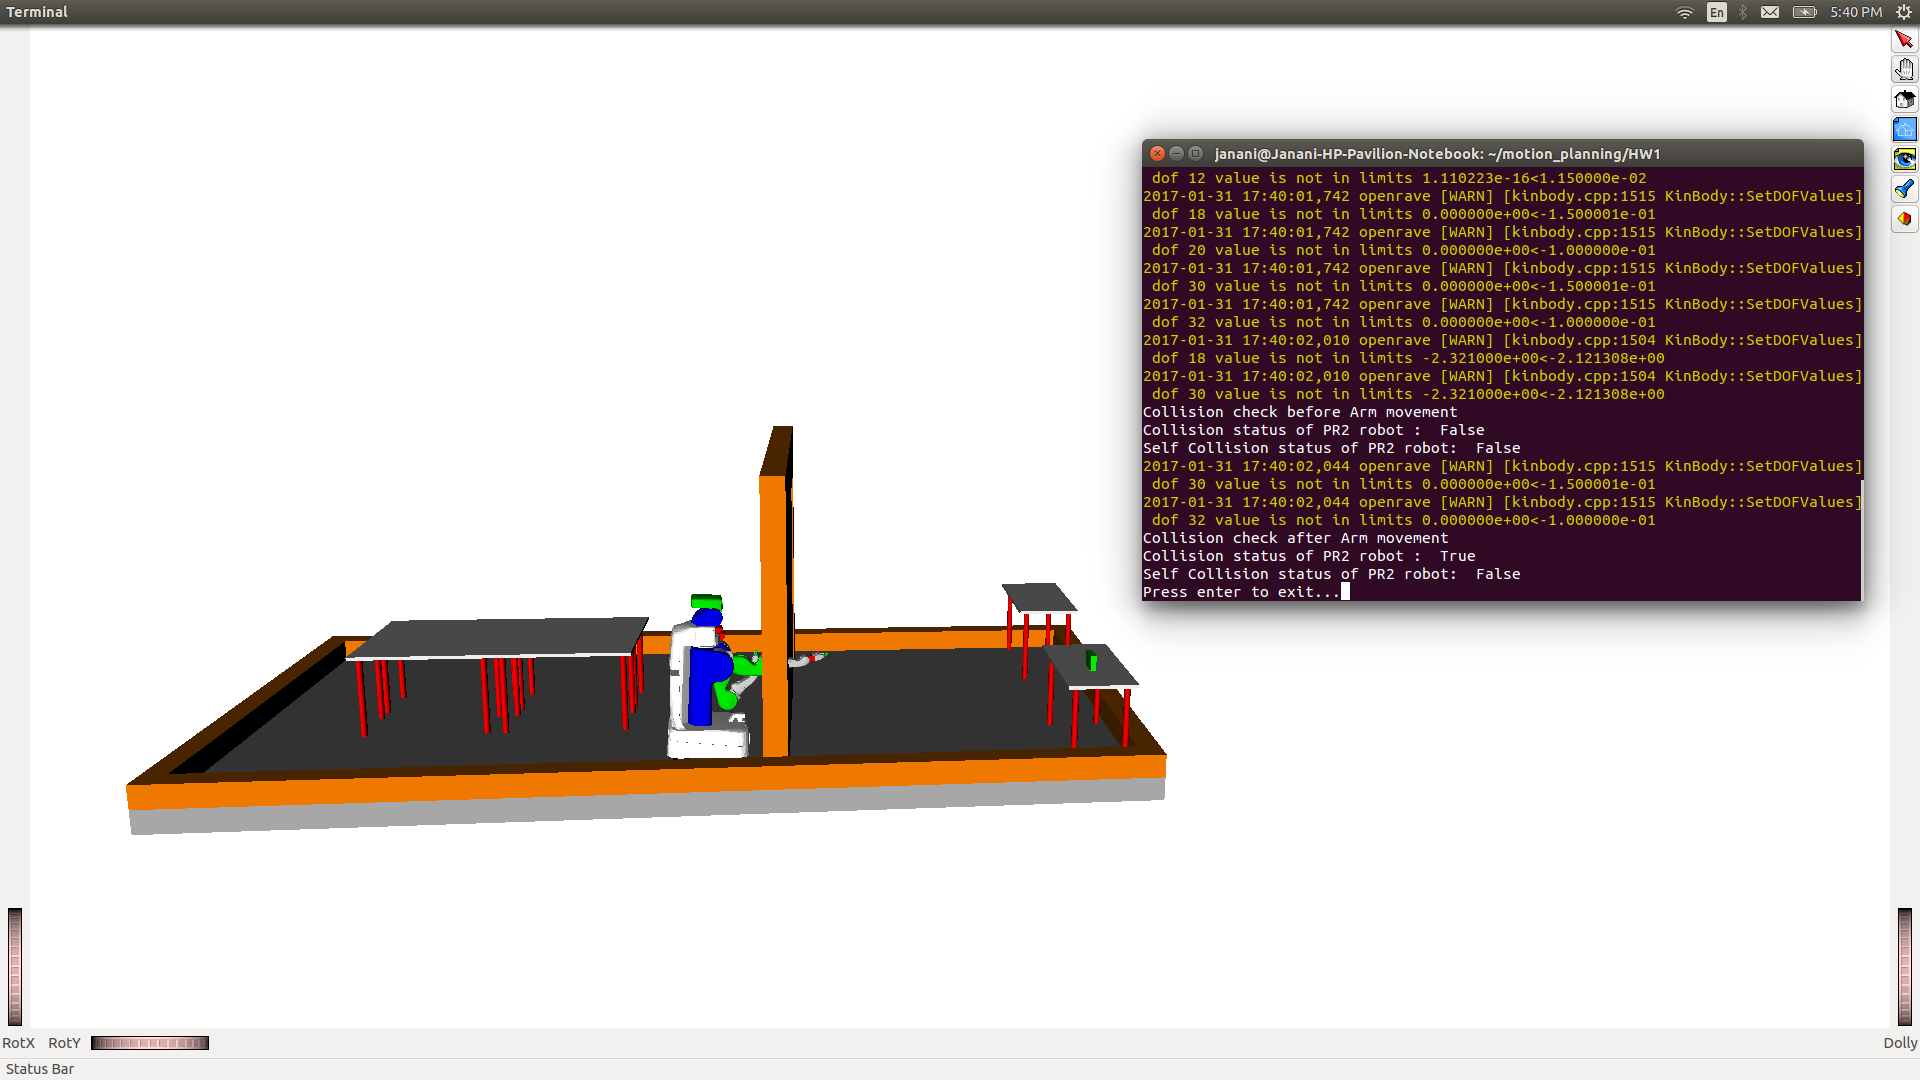 Terminal
En
5:40 PM
janani@Janani-HP-Pavilion-Notebook: ~/motion_planning/HW1
dof 12 value is not in limits 1.110223e-16<1.150000e-02
2017-01-31 17:40:01,742 openrave [WARN] [kinbody.cpp:1515 KinBody::SetDOFValues]
dof 18 value is not in limits 0.000000e+00<-1.500001e-01
2017-01-31 17:40:01,742 openrave [WARN] [kinbody.cpp:1515 KinBody::SetDOFValues]
dof 20 value is not in limits 0.000000e+00<-1.000000e-01
2017-01-31 17:40:01,742 openrave [WARN] [kinbody.cpp:1515 KinBody::SetDOFValues]
dof 30 value is not in limits 0.000000e+00<-1.500001e-01
2017-01-31 17:40:01,742 openrave [WARN] [kinbody.cpp:1515 KinBody::SetDOFValues]
dof 32 value is not in limits 0.000000e+00<-1.000000e-01
2017-01-31 17:40:02,010 openrave [WARN] [kinbody.cpp:1504 KinBody::SetDOFValues]
dof 18 value is not in limits -2.321000e+00<-2.121308e+00
2017-01-31 17:40:02,010 openrave [WARN] [kinbody.cpp:1504 KinBody::SetDOFValues]
dof 30 value is not in limits -2.321000e+00<-2.121308e+00
Collision check before Arm movement
Collision status of PR2 robot :  False
Self Collision status of PR2 robot:  False
2017-01-31 17:40:02,044 openrave [WARN] [kinbody.cpp:1515 KinBody::SetDOFValues]
dof 30 value is not in limits 0.000000e+00<-1.500001e-01
2017-01-31 17:40:02,044 openrave [WARN] [kinbody.cpp:1515 KinBody::SetDOFValues]
dof 32 value is not in limits 0.000000e+00<-1.000000e-01
Collision check after Arm movement
Collision status of PR2 robot :  True
Self Collision status of PR2 robot:  False
Press enter to exit...
RotX RotY
Dolly
Status Bar